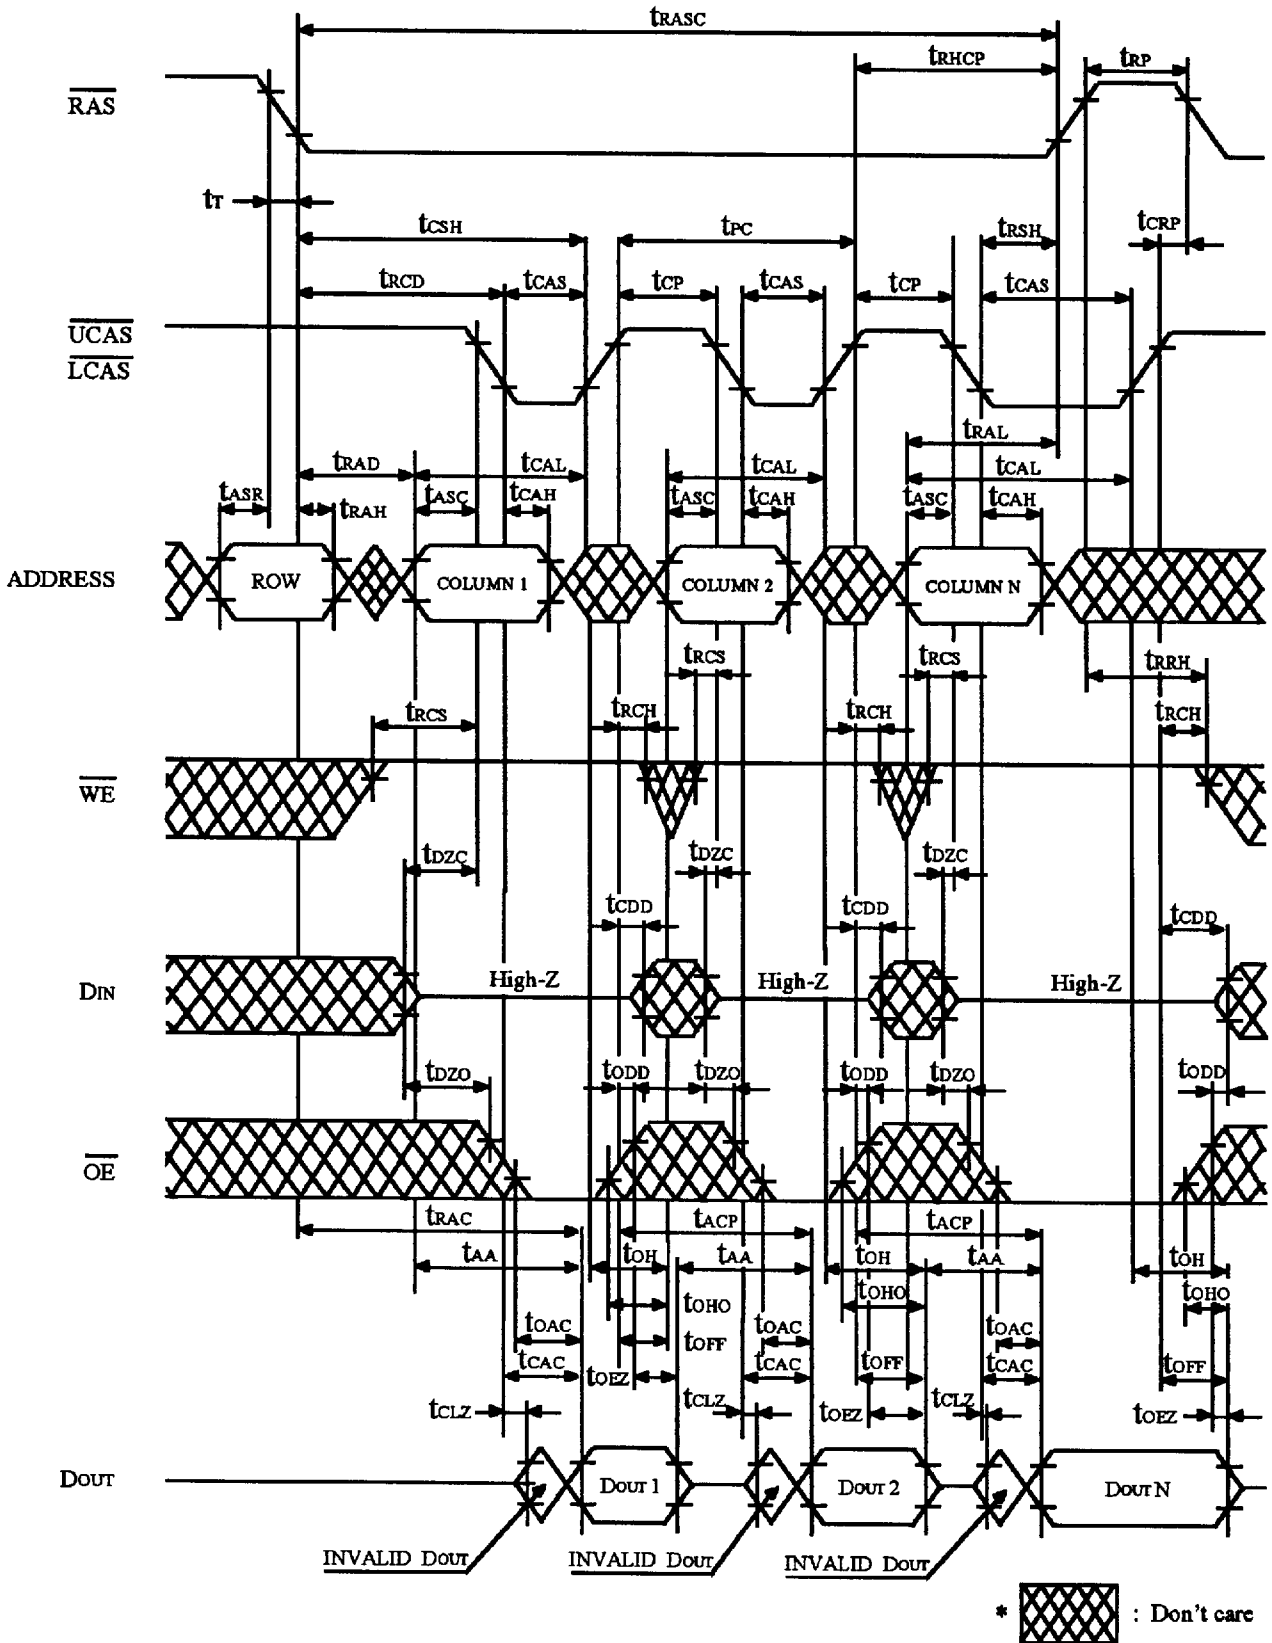 tRASC
tRHCP tRP
RAS
tT
tCSH tPC tRSH tCRP
tRCD tCAS tCP tCAS tCP tCAS
UCAS
LCAS
tRAL
tRAD tCAL tCAL tCAL
tASR tRAH tASC tCAH tASC tCAH tASC tCAH
ADDRESS ROW COLUMN 1 COLUMN 2 COLUMN N
tRCS tRCS tRRH
tRCS tRCH tRCH tRCH
WE
tDZC tDZC tDZC
tCDD tCDD tCDD
DIN High-Z High-Z High-Z
tDZO tODD tDZO tODD tDZO tODD
OE
tRAC tACP tACP
tAA tOH tAA tOH tAA tOH
tOHO tOHO tOHO
tOAC tOFF tOAC tOAC
tCAC tOEZ tCAC tOFF tCAC tOFF
tCLZ tCLZ tOEZ tCLZ tOEZ
DOUT DOUT 1 DOUT 2 DOUT N
INVALID DOUT INVALID DOUT INVALID DOUT
* : Don't care